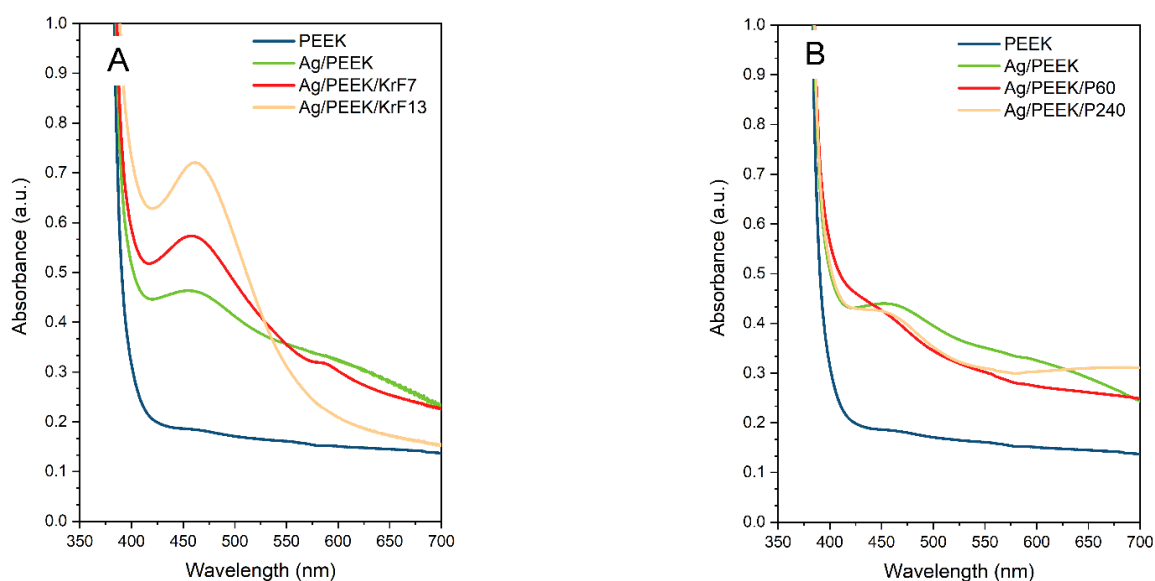 A
PEEK
Ag/PEEK
Ag/PEEK/KrF7
Ag/PEEK/KrF13
1.0
0.9
0.8
0.7
0.6
0.5
0.4
0.3
0.2
0.1
0.0
Absorbance (a.u.)
350 400 450 500 550 600 650 700
Wavelength (nm)
B
PEEK
Ag/PEEK
Ag/PEEK/P60
Ag/PEEK/P240
1.0
0.9
0.8
0.7
0.6
0.5
0.4
0.3
0.2
0.1
0.0
Absorbance (a.u.)
350 400 450 500 550 600 650 700
Wavelength (nm)